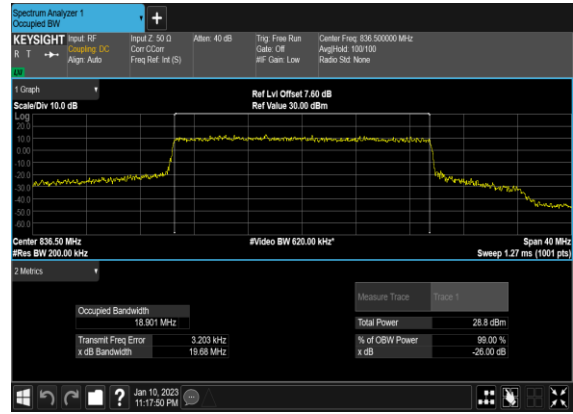 Spectrum Analyzer 1
Occupied BW
+
KEYSIGHT Input: RF Input Z: 50 Ω Atten: 40 dB Trig: Free Run Center Freq: 836.500000 MHz
R T Coupling: DC Corr CCorr Gate: Off Avg|Hold: 100/100
Align: Auto Freq Ref: Int (S) #IF Gain: Low Radio Std: None
LW
1 Graph Ref Lvl Offset 7.60 dB
Scale/Div 10.0 dB Ref Value 30.00 dBm
Log
20.0
10.0
0.00
-10.0
-20.0
-30.0
-40.0
-50.0
-60.0
Center 836.50 MHz #Video BW 620.00 kHz* Span 40 MHz
#Res BW 200.00 kHz Sweep 1.27 ms (1001 pts)
2 Metrics
Measure Trace Trace 1
Occupied Bandwidth
18.901 MHz Total Power 28.8 dBm
Transmit Freq Error 3.203 kHz % of OBW Power 99.00 %
x dB Bandwidth 19.68 MHz x dB -26.00 dB
? Jan 10, 2023
11:17:50 PM